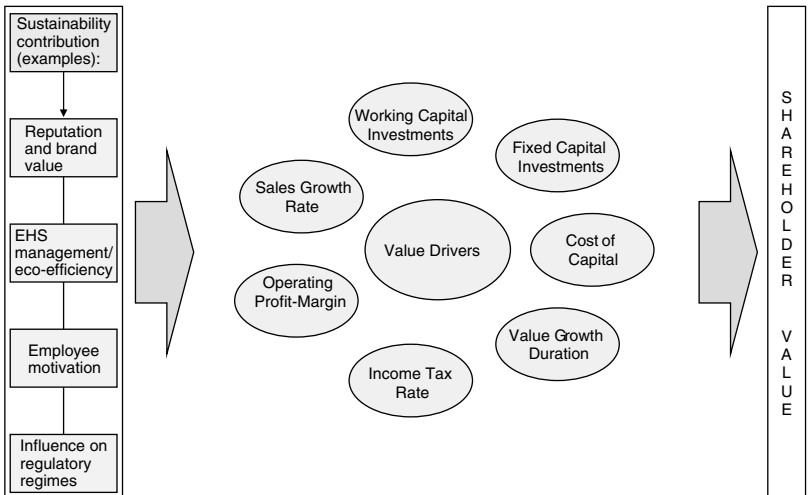 Sustainability
contribution
(examples):
Reputation
and brand
value
EHS
management/
eco-efficiency
Employee
motivation
Influence on
regulatory
regimes
Working Capital
Investments
Fixed Capital
Investments
Sales Growth
Rate
Value Drivers
Cost of
Capital
Operating
Profit-Margin
Value Growth
Duration
Income Tax
Rate
SHAREHOLDER VALUE